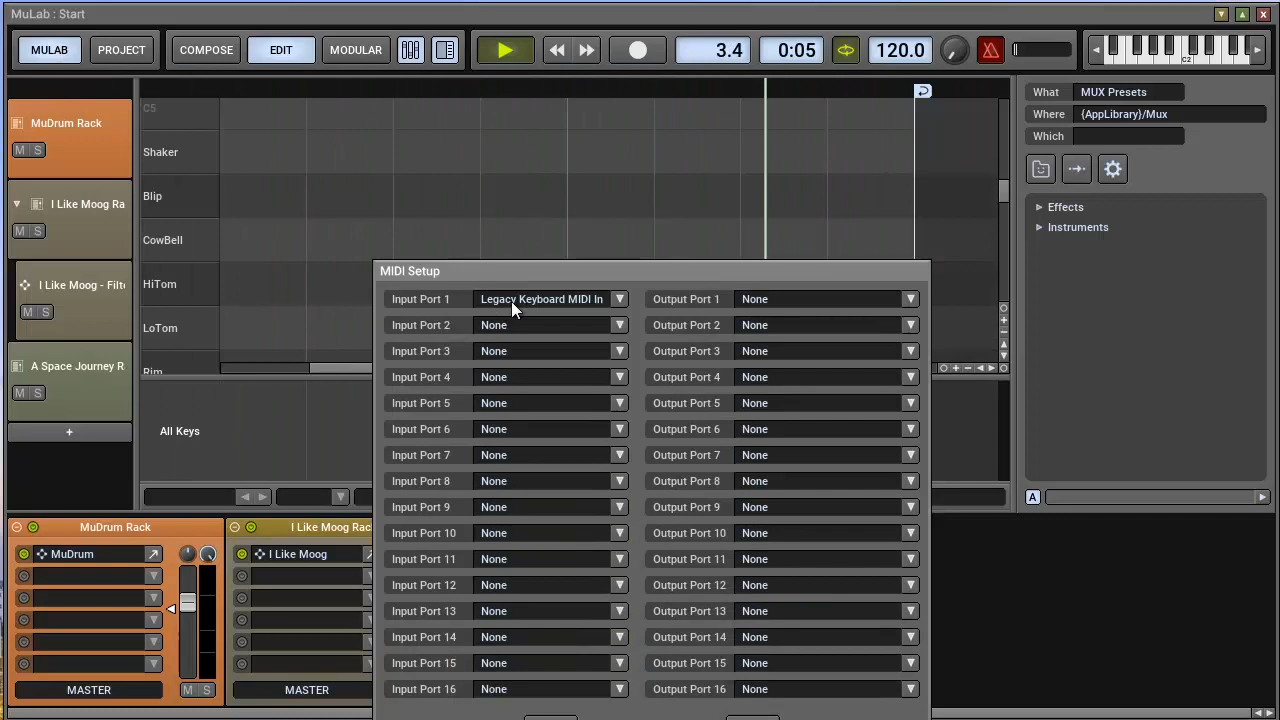 MuLab : Start
MULAB PROJECT COMPOSE EDIT MODULAR 3.4 0:05 120.0 C2
MuDrum Rack
M S
I Like Moog Ra
M S
I Like Moog - Filte
M S
A Space Journey R
M S
+
C5
Shaker
Blip
CowBell
HiTom
LoTom
Rim
All Keys
What MUX Presets
Where {AppLibrary}/Mux
Which
Effects
Instruments
A
MIDI Setup
Input Port 1 Legacy Keyboard MIDI In Output Port 1 None
Input Port 2 None Output Port 2 None
Input Port 3 None Output Port 3 None
Input Port 4 None Output Port 4 None
Input Port 5 None Output Port 5 None
Input Port 6 None Output Port 6 None
Input Port 7 None Output Port 7 None
Input Port 8 None Output Port 8 None
Input Port 9 None Output Port 9 None
Input Port 10 None Output Port 10 None
Input Port 11 None Output Port 11 None
Input Port 12 None Output Port 12 None
Input Port 13 None Output Port 13 None
Input Port 14 None Output Port 14 None
Input Port 15 None Output Port 15 None
Input Port 16 None Output Port 16 None
MuDrum Rack
MuDrum
MASTER M S
I Like Moog Rac
I Like Moog
MASTER